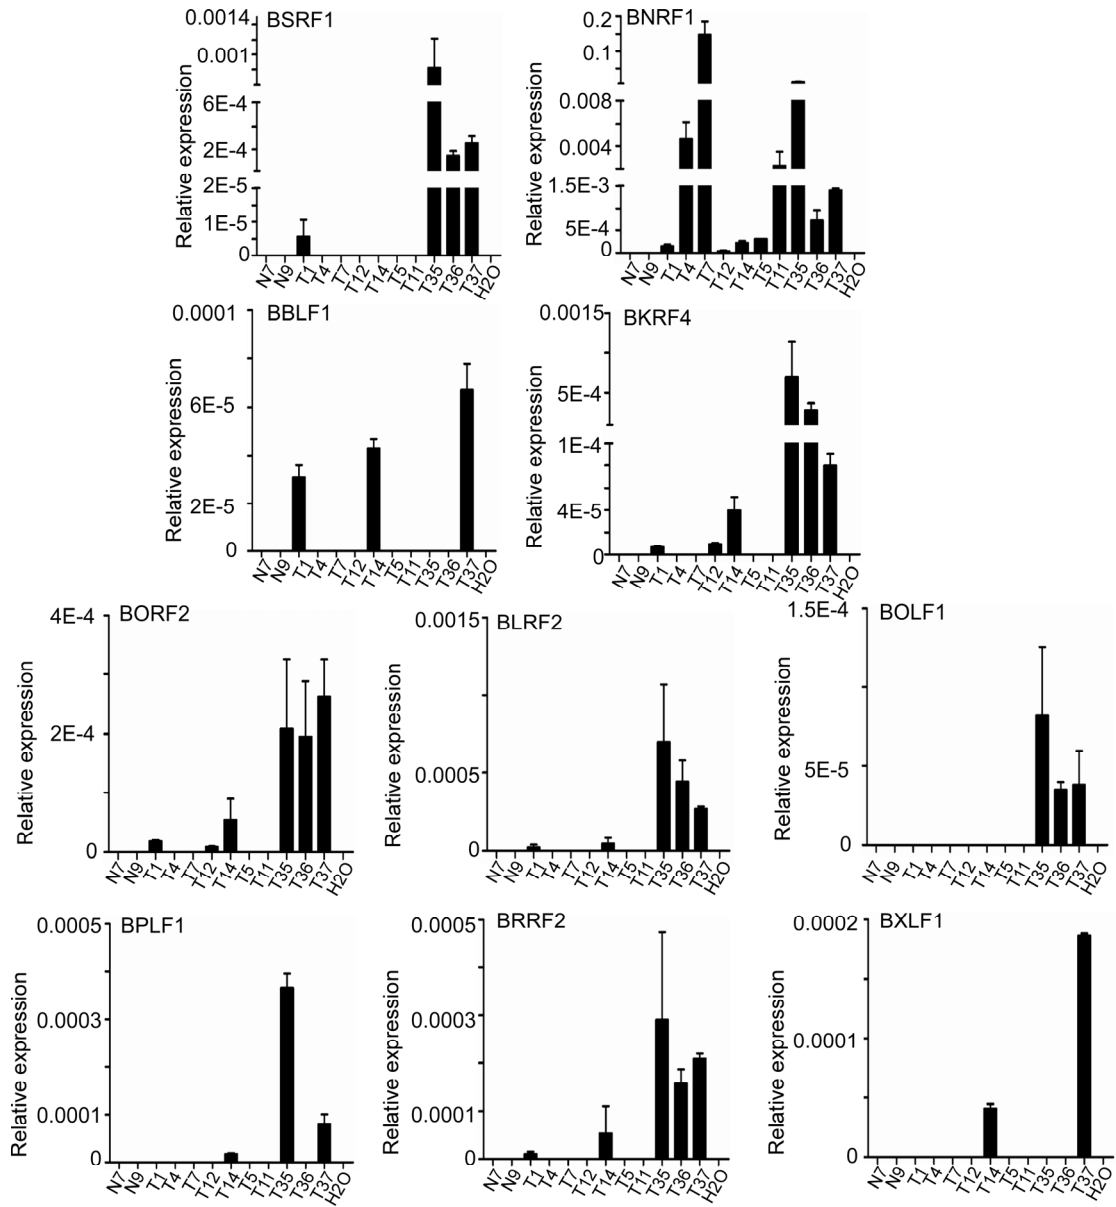 BSRF1
Relative expression
0.0014
0.001
6E-4
2E-4
2E-5
1E-5
0
N7 N9 T1 T4 T7 T12 T14 T5 T11 T35 T36 T37 H2O
BNRF1
Relative expression
0.2
0.1
0.008
0.004
1.5E-3
5E-4
0
N7 N9 T1 T4 T7 T12 T14 T5 T11 T35 T36 T37 H2O
BBLF1
Relative expression
0.0001
6E-5
2E-5
0
N7 N9 T1 T4 T7 T12 T14 T5 T11 T35 T36 T37 H2O
BKRF4
Relative expression
0.0015
5E-4
1E-4
4E-5
0
N7 N9 T1 T4 T7 T12 T14 T5 T11 T35 T36 T37 H2O
BORF2
Relative expression
4E-4
2E-4
0
N7 N9 T1 T4 T7 T12 T14 T5 T11 T35 T36 T37 H2O
BLRF2
Relative expression
0.0015
0.0005
0
N7 N9 T1 T4 T7 T12 T14 T5 T11 T35 T36 T37 H2O
BOLF1
Relative expression
1.5E-4
5E-5
0
N7 N9 T1 T4 T7 T12 T14 T5 T11 T35 T36 T37 H2O
BPLF1
Relative expression
0.0005
0.0003
0.0001
0
N7 N9 T1 T4 T7 T12 T14 T5 T11 T35 T36 T37 H2O
BRRF2
Relative expression
0.0005
0.0003
0.0001
0
N7 N9 T1 T4 T7 T12 T14 T5 T11 T35 T36 T37 H2O
BXLF1
Relative expression
0.0002
0.0001
0
N7 N9 T1 T4 T7 T12 T14 T5 T11 T35 T36 T37 H2O